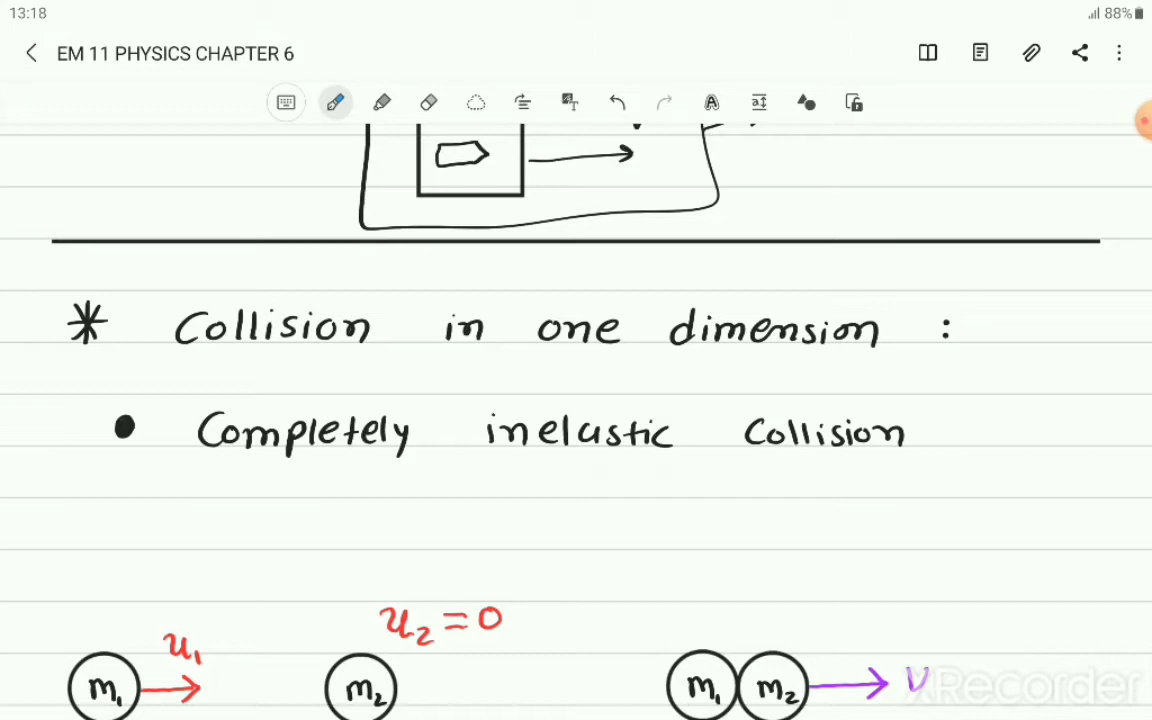 13:18 88%
EM 11 PHYSICS CHAPTER 6
* Collision in one dimension :
• Completely inelastic Collision
u₂ = 0
u₁
m₁ m₂ m₁ m₂ v
XRecorder